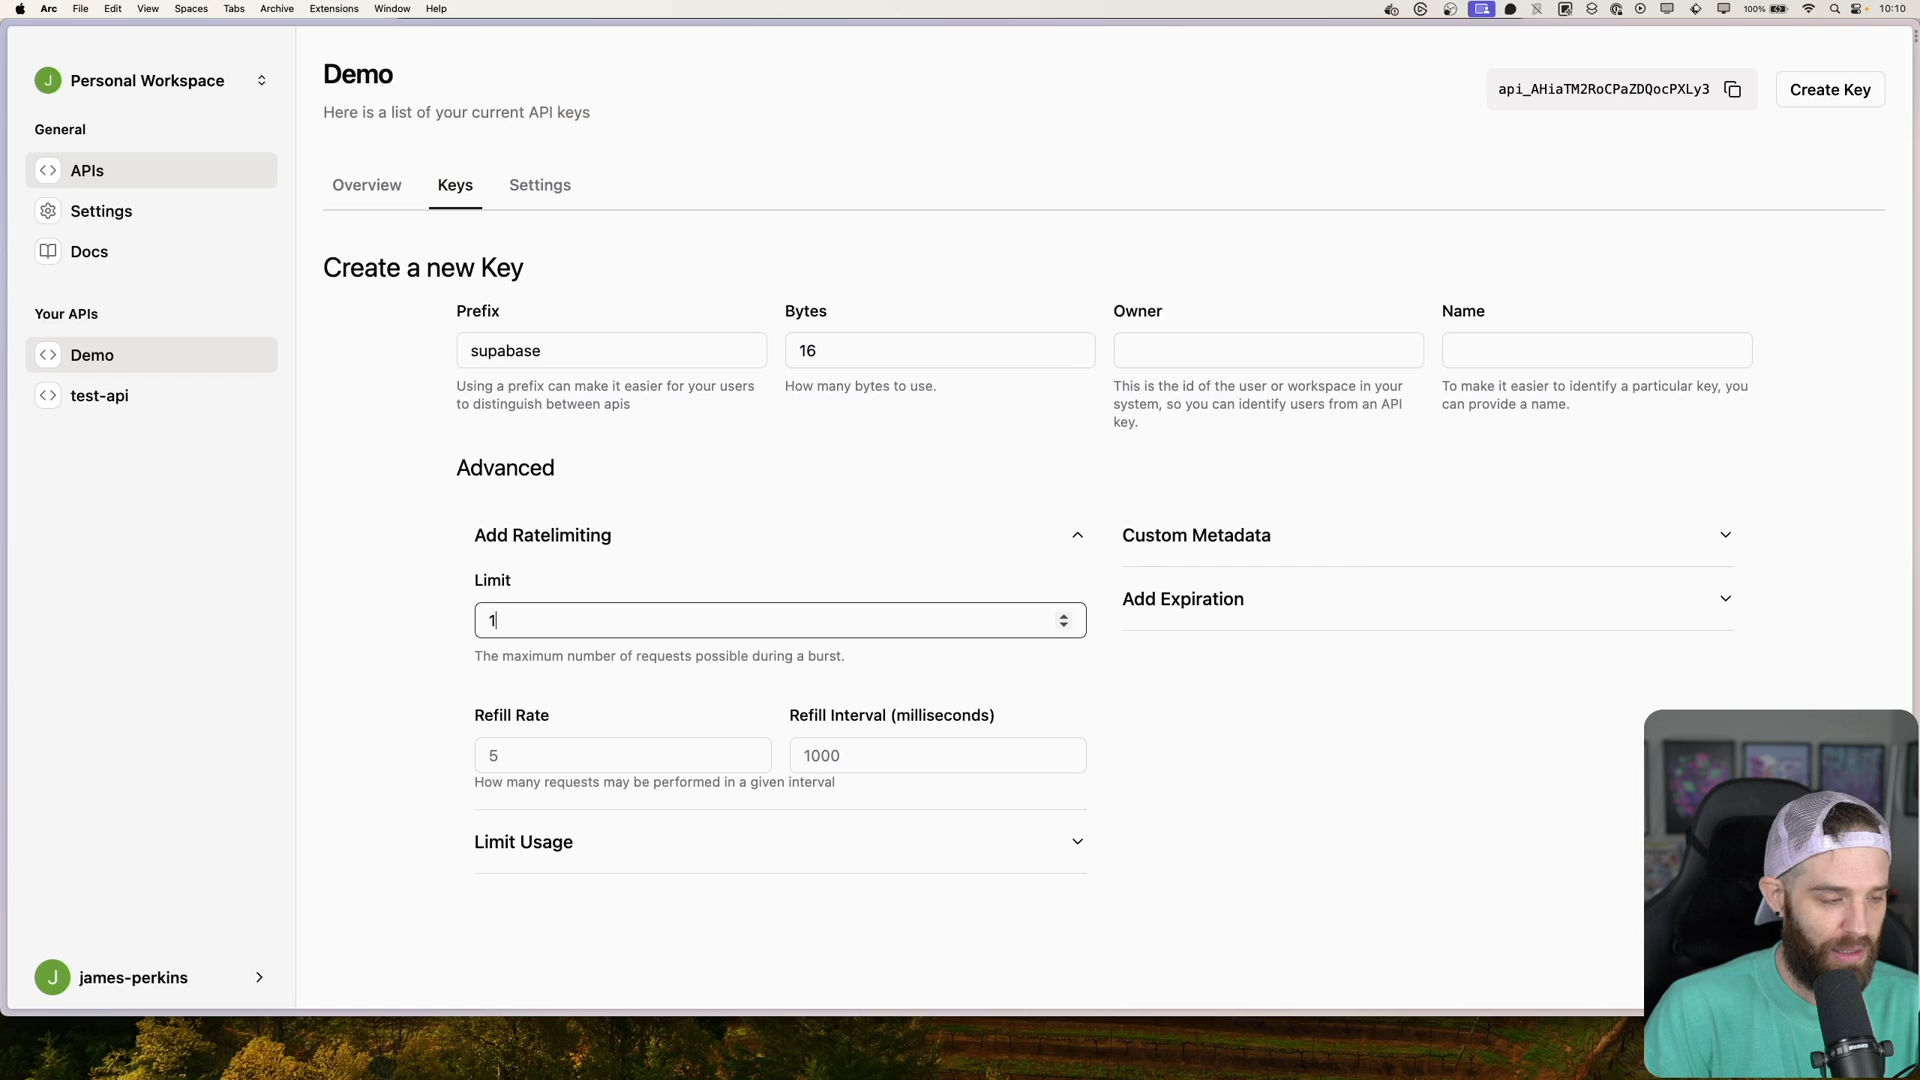 Arc File Edit View Spaces Tabs Archive Extensions Window Help 100% 10:10
J Personal Workspace
General
APIs
Settings
Docs
Your APIs
Demo
test-api
J james-perkins
Demo
Here is a list of your current API keys
api_AHiaTM2RoCPaZDQocPXLy3
Create Key
Overview Keys Settings
Create a new Key
Prefix
supabase
Using a prefix can make it easier for your users
to distinguish between apis
Bytes
16
How many bytes to use.
Owner
This is the id of the user or workspace in your
system, so you can identify users from an API
key.
Name
To make it easier to identify a particular key, you
can provide a name.
Advanced
Add Ratelimiting
Limit
1
The maximum number of requests possible during a burst.
Refill Rate
5
Refill Interval (milliseconds)
1000
How many requests may be performed in a given interval
Limit Usage
Custom Metadata
Add Expiration